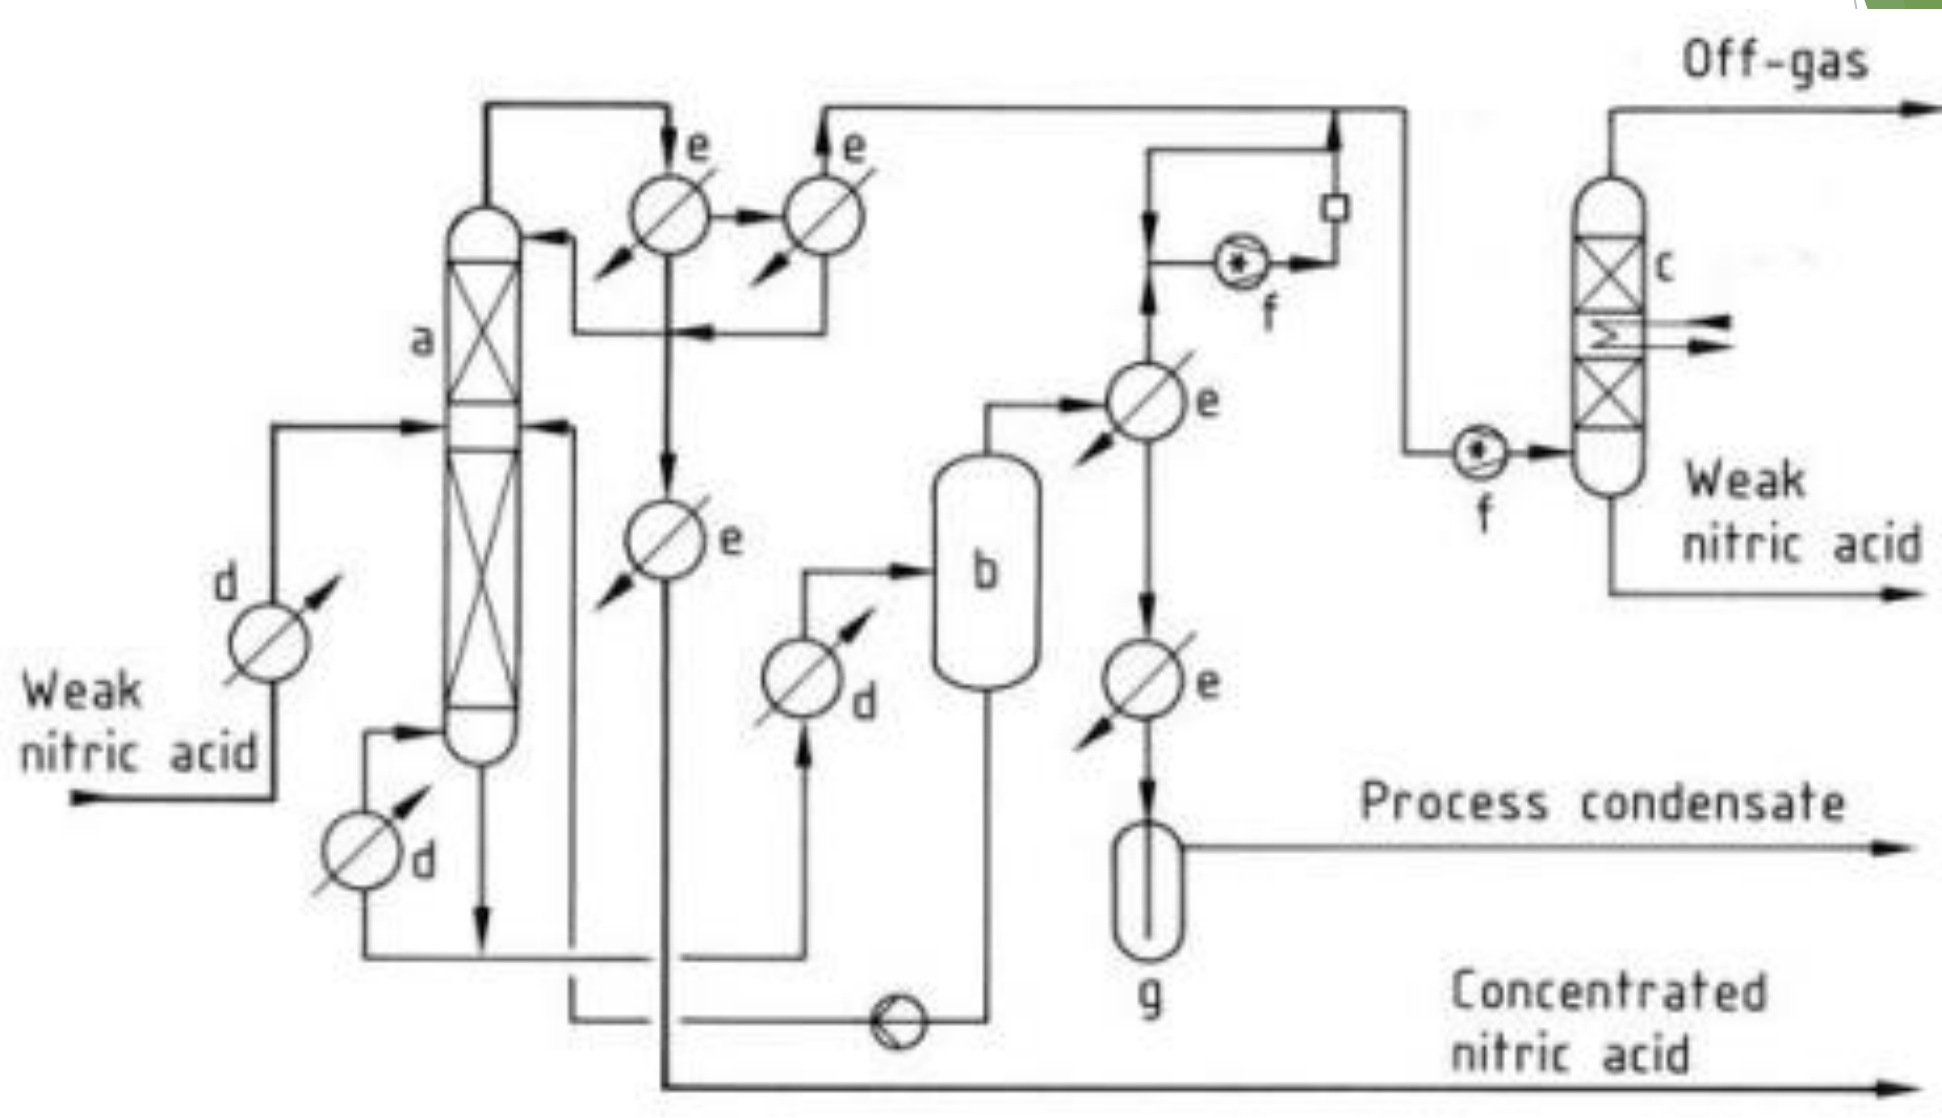 Off-gas
e
e
c
a
f
e
Weak
nitric acid
f
d
e
b
Weak
nitric acid
d
e
Process condensate
d
g
Concentrated
nitric acid